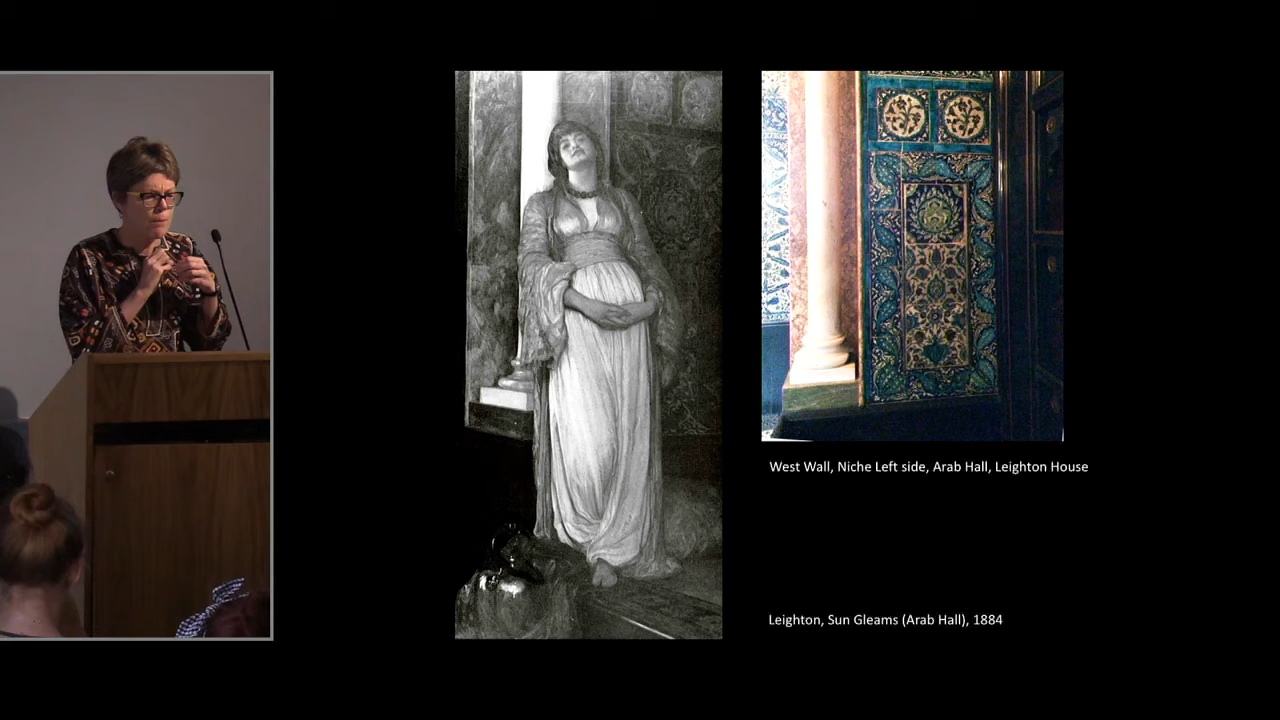 West Wall, Niche Left side, Arab Hall, Leighton House
Leighton, Sun Gleams (Arab Hall), 1884